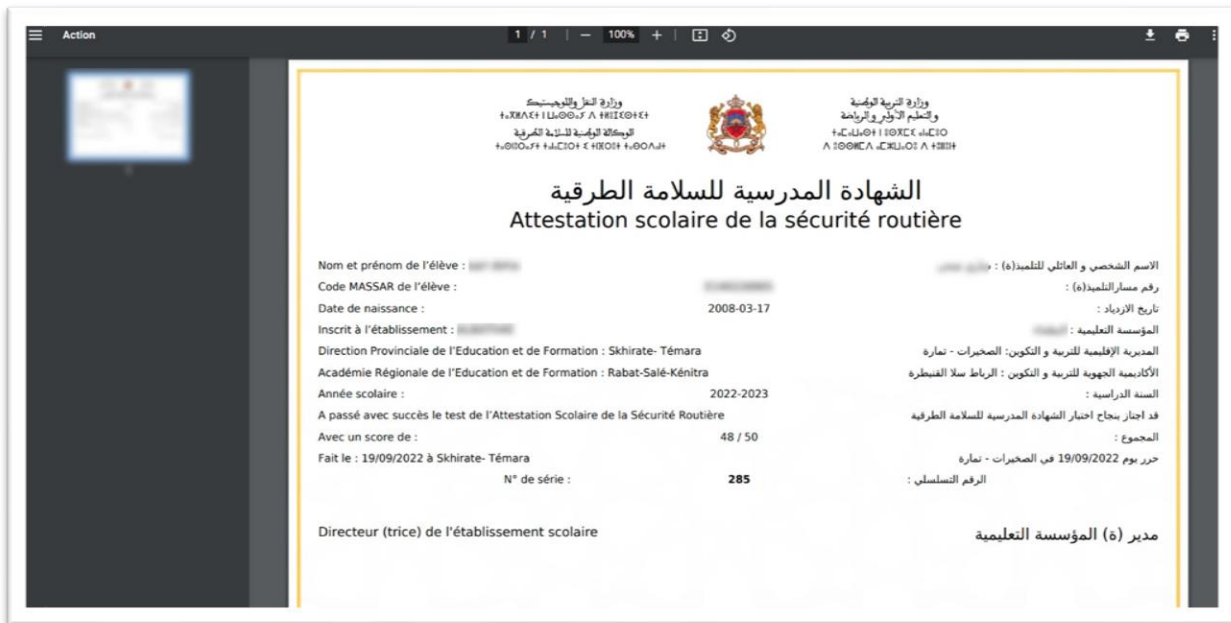 Action
1 / 1
100%
وزارة النقل واللوجيستيك
الوكالة الوطنية للسلامة الطرقية
وزارة التربية الوطنية
والتعليم الأولي والرياضة
الشهادة المدرسية للسلامة الطرقية
Attestation scolaire de la sécurité routière
Nom et prénom de l'élève : الاسم الشخصي و العائلي للتلميذ(ة) :
Code MASSAR de l'élève : رقم مسارالتلميذ(ة) :
Date de naissance : 2008-03-17 تاريخ الازدياد :
Inscrit à l'établissement : المؤسسة التعليمية :
Direction Provinciale de l'Education et de Formation : Skhirate- Témara المديرية الإقليمية للتربية و التكوين: الصخيرات - تمارة
Académie Régionale de l'Education et de Formation : Rabat-Salé-Kénitra الأكاديمية الجهوية للتربية و التكوين : الرباط سلا القنيطرة
Année scolaire : 2022-2023 السنة الدراسية :
A passé avec succès le test de l'Attestation Scolaire de la Sécurité Routière قد اجتاز بنجاح اختبار الشهادة المدرسية للسلامة الطرقية
Avec un score de : 48 / 50 المجموع :
Fait le : 19/09/2022 à Skhirate- Témara حرر يوم 19/09/2022 في الصخيرات - تمارة
N° de série : 285 الرقم التسلسلي :
Directeur (trice) de l'établissement scolaire مدير (ة) المؤسسة التعليمية